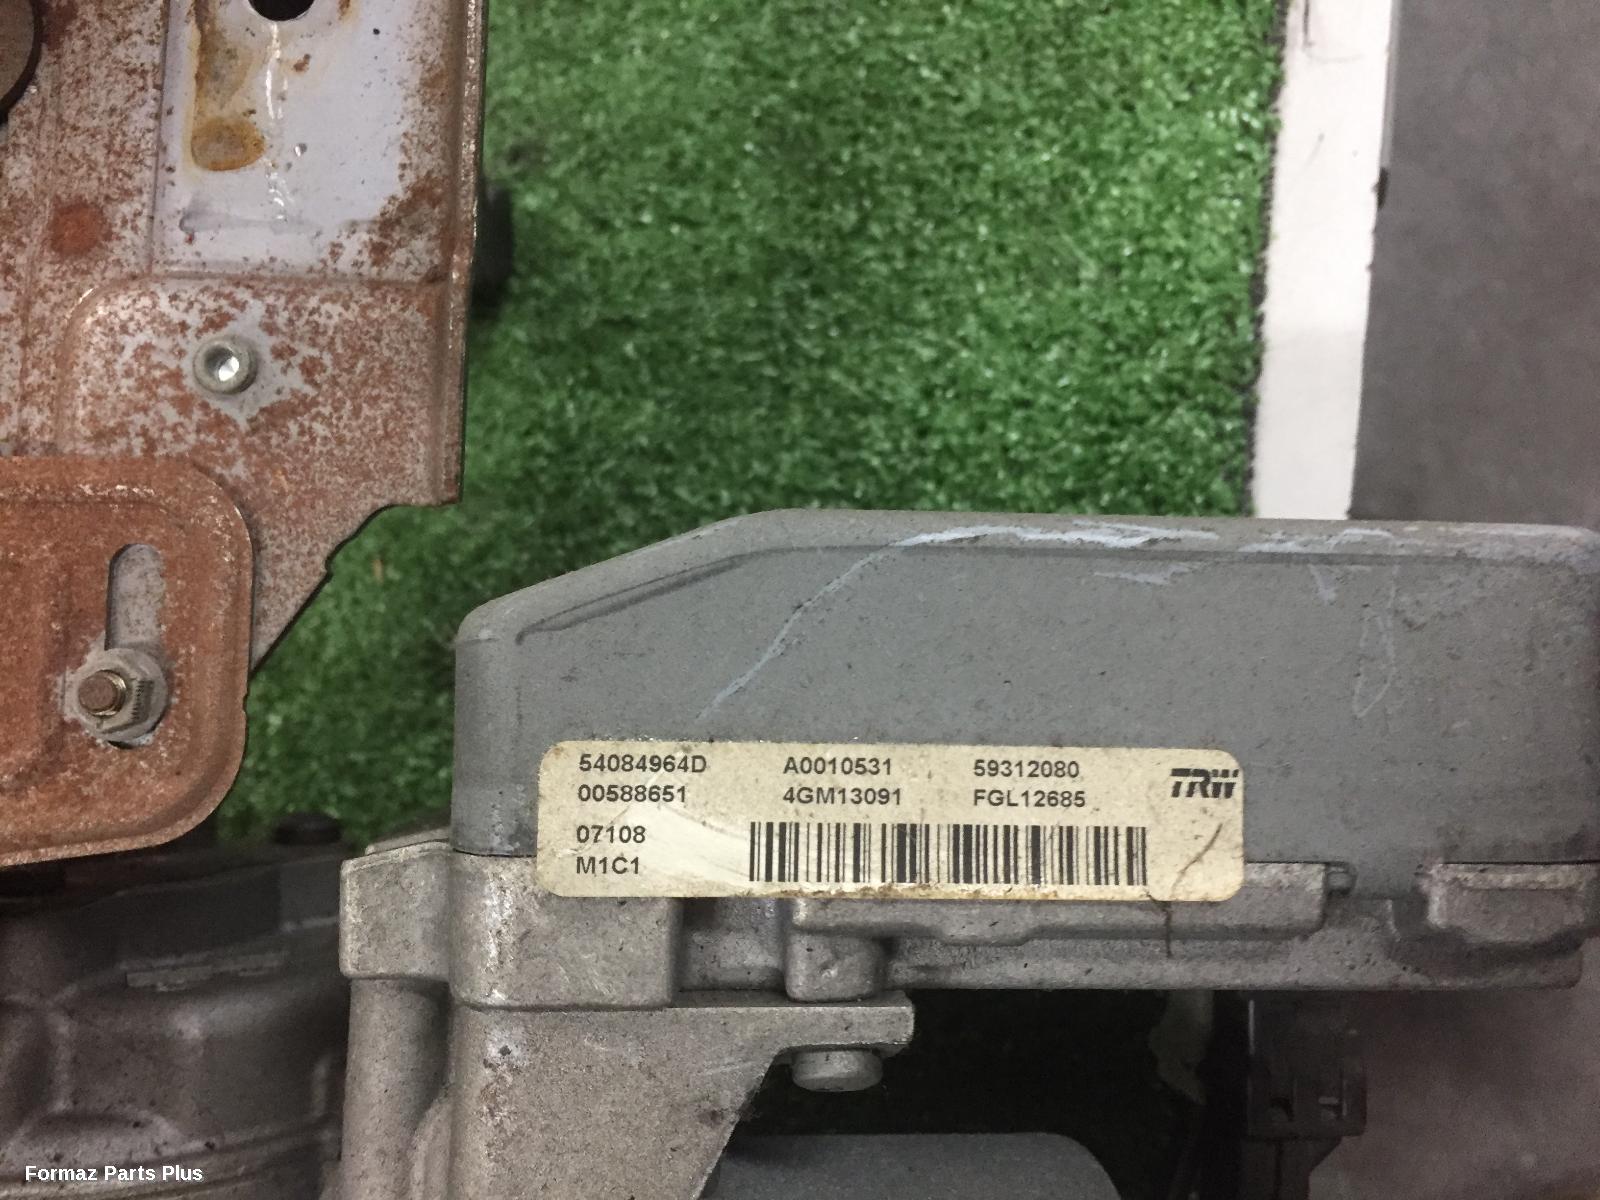 54084964D A0010531 59312080
00588651 4GM13091 FGL12685
TRW
07108
M1C1
Formaz Parts Plus